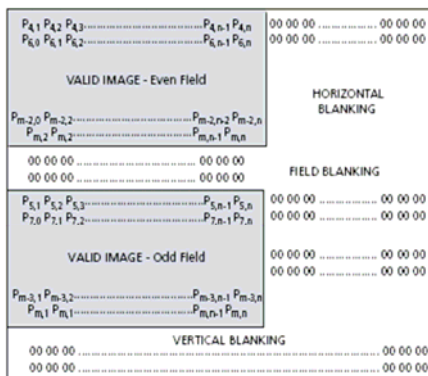 P4,1 P4,2 P4,3.....................P4,n-1 P4,n 00 00 00 .................. 00 00 00
P6,0 P6,1 P6,2.....................P6,n-1 P6,n 00 00 00 .................. 00 00 00
VALID IMAGE - Even Field
HORIZONTAL
BLANKING
Pm-2,0 Pm-2,2.....................Pm-2,n-2 Pm-2,n
Pm,2 Pm,2.....................Pm,n-1 Pm,n
00 00 00 .................. 00 00 00
00 00 00 .................. 00 00 00
FIELD BLANKING
P5,1 P5,2 P5,3.....................P5,n-1 P5,n 00 00 00 .................. 00 00 00
P7,0 P7,1 P7,2.....................P7,n-1 P7,n 00 00 00 .................. 00 00 00
VALID IMAGE - Odd Field
00 00 00 .................. 00 00 00
00 00 00 .................. 00 00 00
Pm-3,1 Pm-3,2.....................Pm-3,n-1 Pm-3,n
Pm,1 Pm,1.....................Pm,n-1 Pm,n
VERTICAL BLANKING
00 00 00 .................................... 00 00 00
00 00 00 .................................... 00 00 00